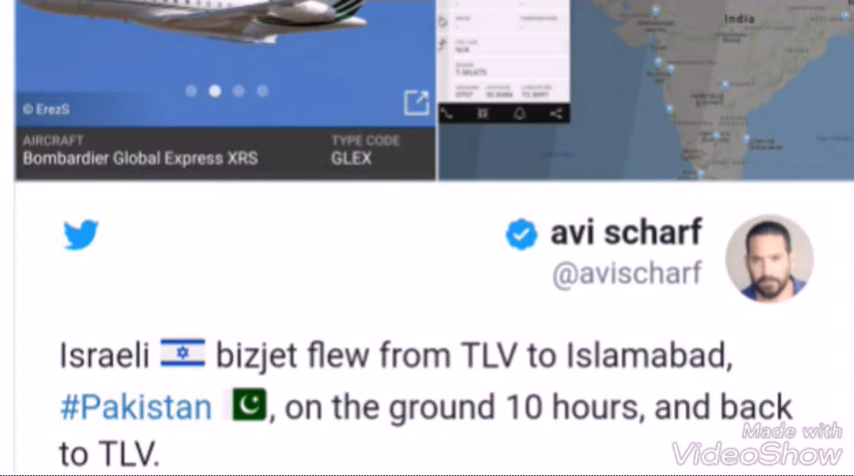 © ErezS
AIRCRAFT
Bombardier Global Express XRS
TYPE CODE
GLEX
India
N/A
avi scharf
@avischarf
Israeli 🇮🇱 bizjet flew from TLV to Islamabad,
#Pakistan 🇵🇰, on the ground 10 hours, and back
to TLV.
Made with
VideoShow